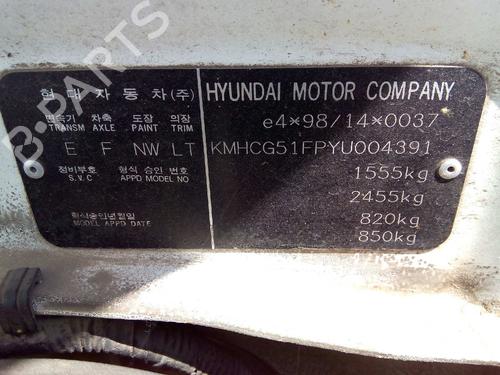 현대자동차(주) HYUNDAI MOTOR COMPANY
변속기 차축 도장 의장
TRANSM AXLE PAINT TRIM
e4*98/14*0037
E F NW LT KMHCG51FPYU004391
정비부호 형식 승인 번호
S.V.C APPD MODEL NO
1555kg
2455kg
형식승인년월일
MODEL APPD DATE
820kg
850kg
B-PARTS